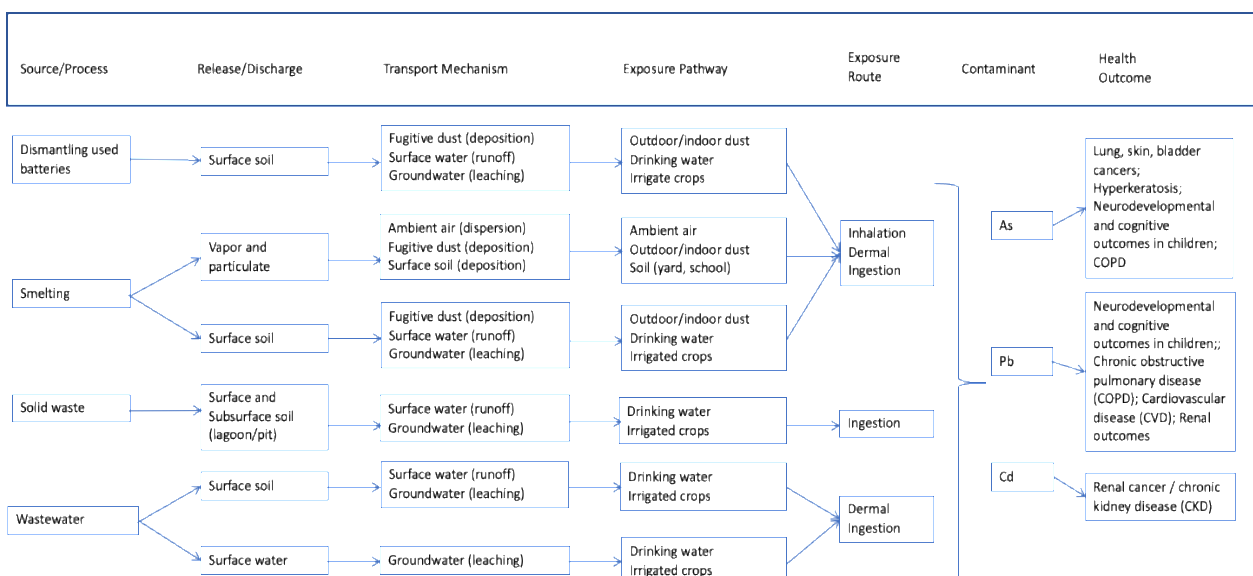 Source/Process
Release/Discharge
Transport Mechanism
Exposure Pathway
Exposure
Route
Contaminant
Health
Outcome
Dismantling used
batteries
Surface soil
Fugitive dust (deposition)
Surface water (runoff)
Groundwater (leaching)
Outdoor/indoor dust
Drinking water
Irrigate crops
Smelting
Vapor and
particulate
Ambient air (dispersion)
Fugitive dust (deposition)
Surface soil (deposition)
Ambient air
Outdoor/indoor dust
Soil (yard, school)
Surface soil
Fugitive dust (deposition)
Surface water (runoff)
Groundwater (leaching)
Outdoor/indoor dust
Drinking water
Irrigated crops
Inhalation
Dermal
Ingestion
Solid waste
Surface and
Subsurface soil
(lagoon/pit)
Surface water (runoff)
Groundwater (leaching)
Drinking water
Irrigated crops
Ingestion
Wastewater
Surface soil
Surface water (runoff)
Groundwater (leaching)
Drinking water
Irrigated crops
Surface water
Groundwater (leaching)
Drinking water
Irrigated crops
Dermal
Ingestion
As
Lung, skin, bladder
cancers;
Hyperkeratosis;
Neurodevelopmental
and cognitive
outcomes in children;
COPD
Pb
Neurodevelopmental
and cognitive
outcomes in children;;
Chronic obstructive
pulmonary disease
(COPD); Cardiovascular
disease (CVD); Renal
outcomes
Cd
Renal cancer / chronic
kidney disease (CKD)